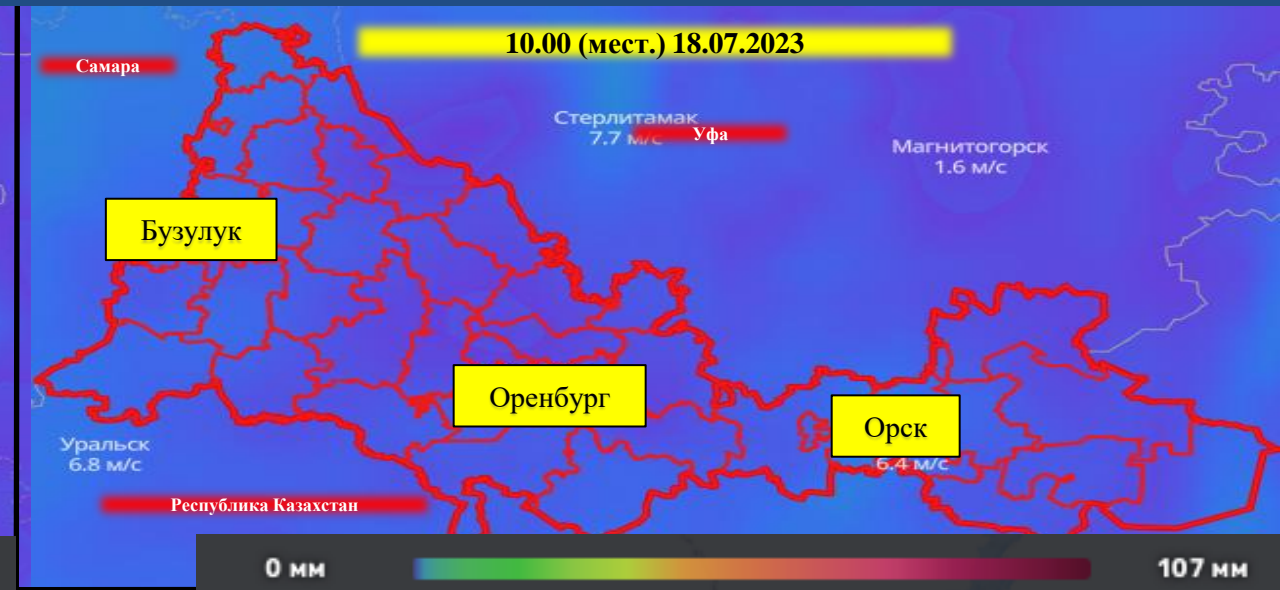 10.00 (мест.) 18.07.2023
Самара
Стерлитамак
7.7 м/с
Уфа
Магнитогорск
1.6 м/с
Бузулук
Оренбург
Орск
6.4 м/с
Уральск
6.8 м/с
Республика Казахстан
0 мм
107 мм